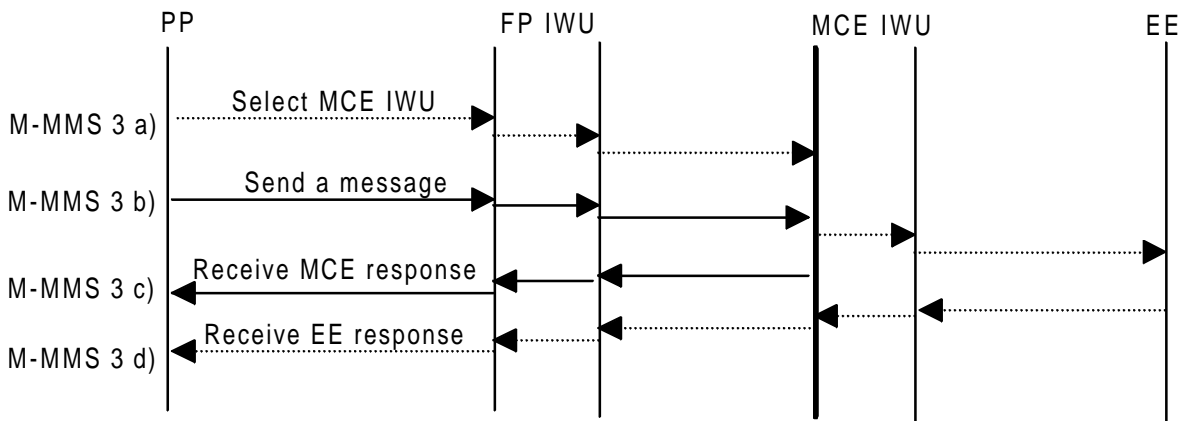 PP FP IWU MCE IWU EE
Select MCE IWU
M-MMS 3 a)
Send a message
M-MMS 3 b)
Receive MCE response
M-MMS 3 c)
Receive EE response
M-MMS 3 d)